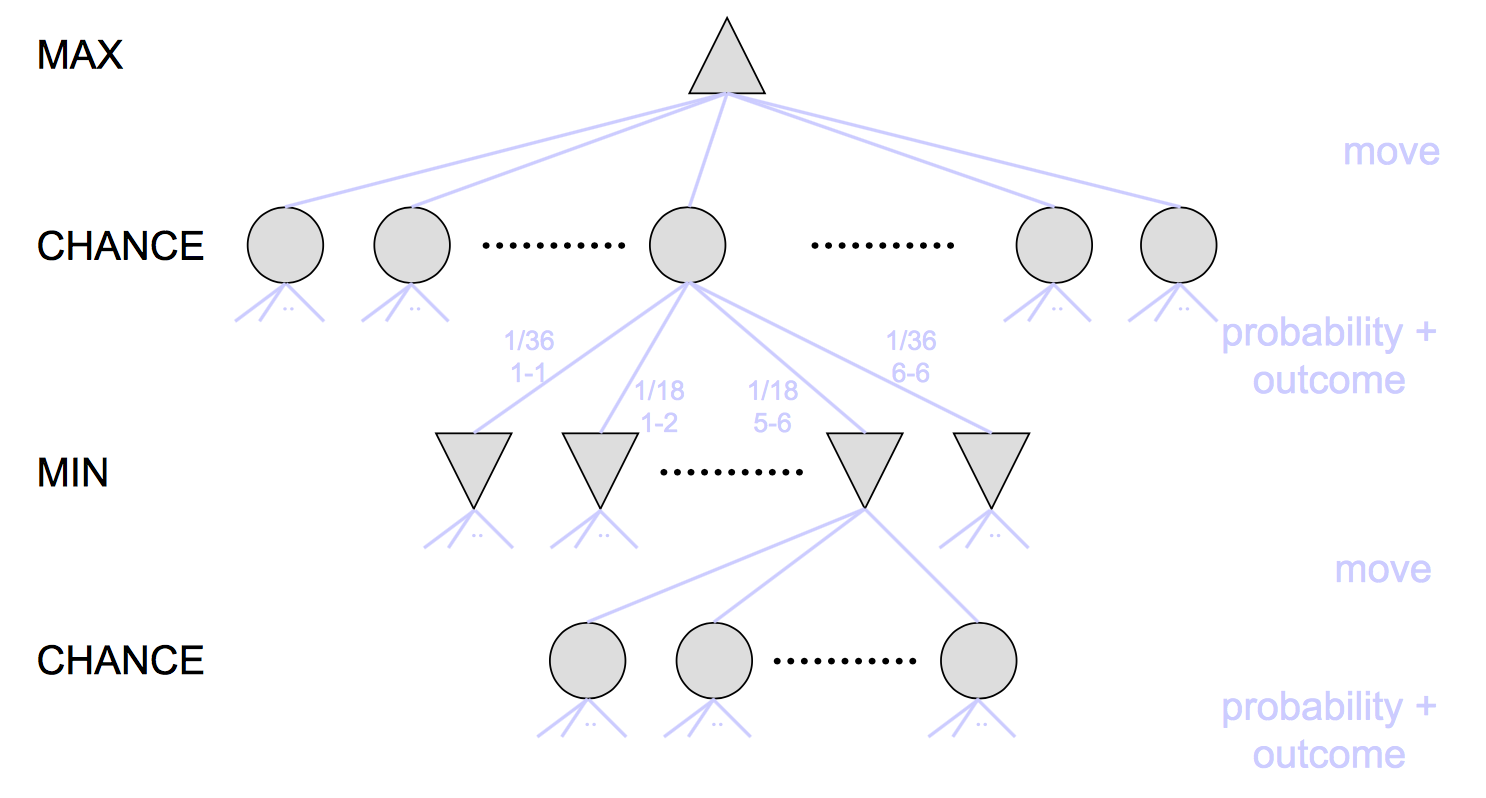 MAX
move
CHANCE
probability +
outcome
1/36
1-1
1/18
1-2
1/18
5-6
1/36
6-6
MIN
move
CHANCE
probability +
outcome